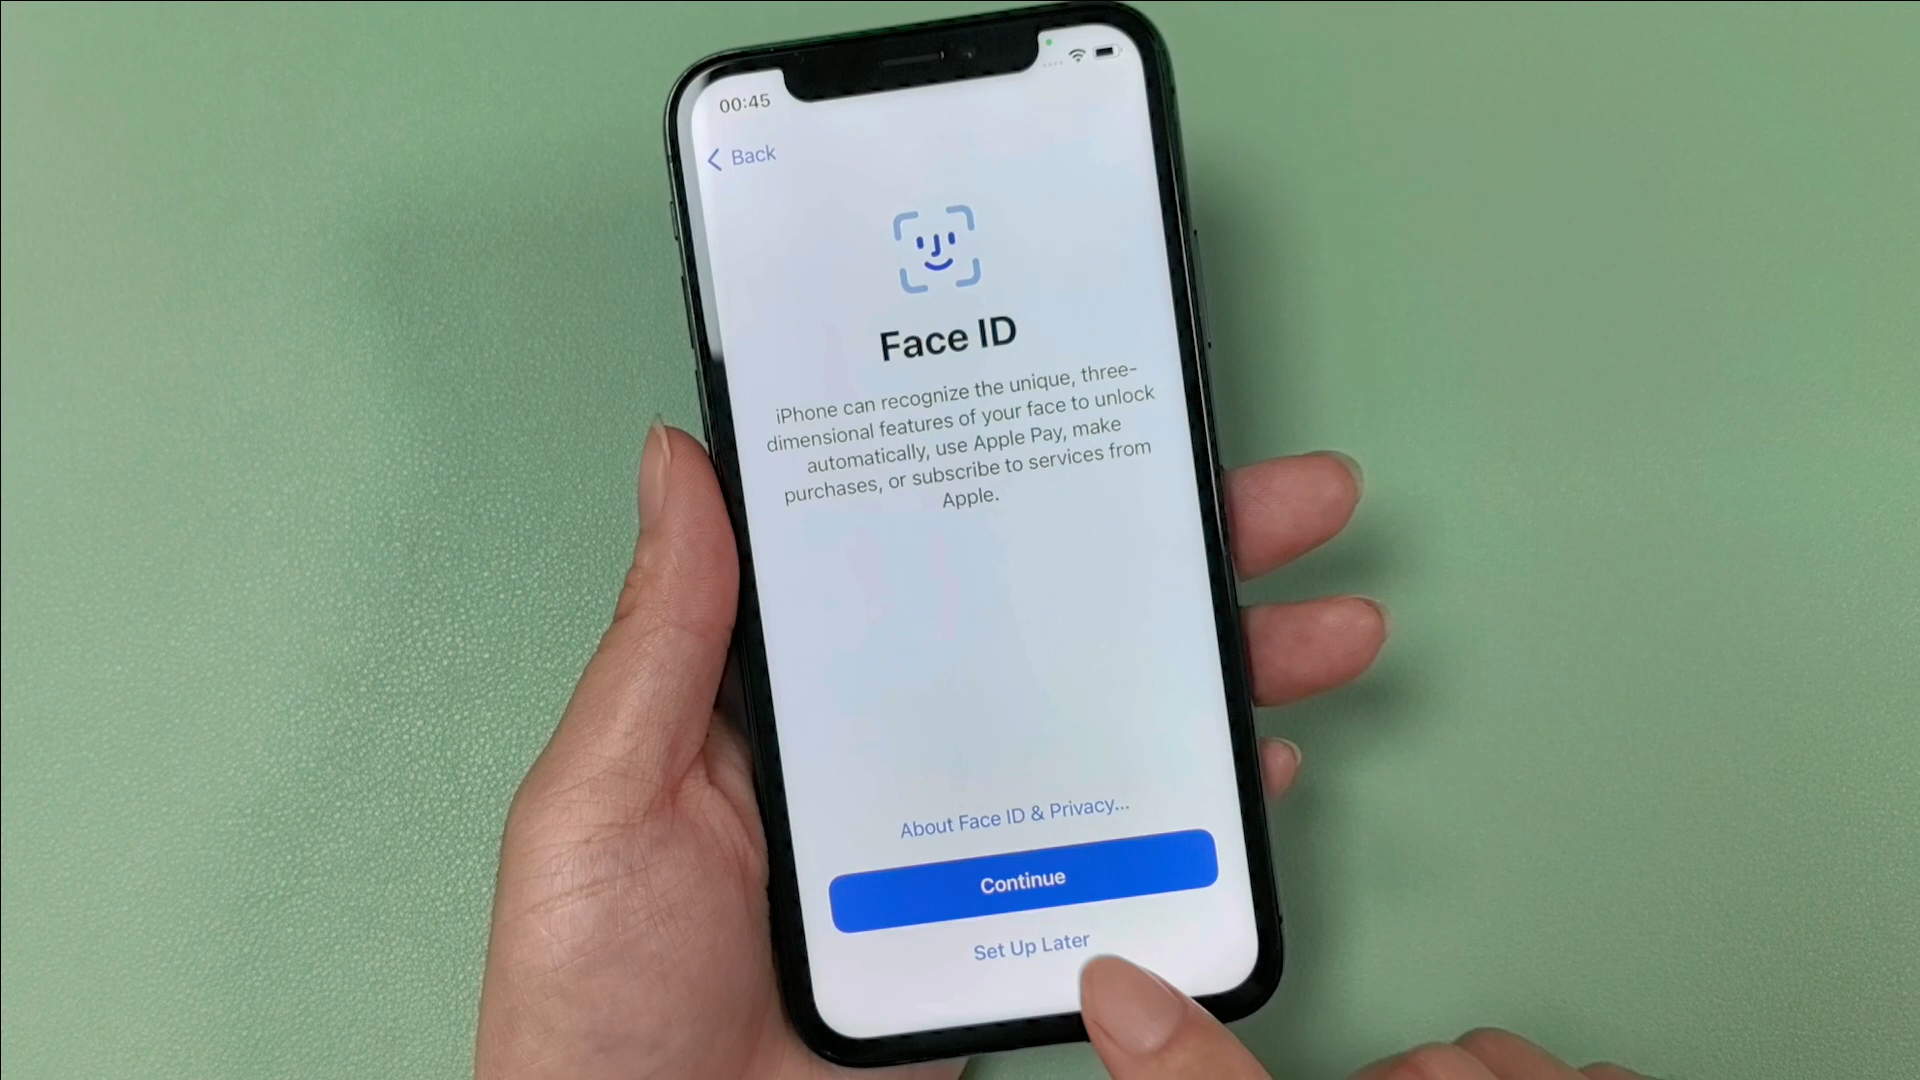 00:45
Back
Face ID
iPhone can recognize the unique, three-
dimensional features of your face to unlock
automatically, use Apple Pay, make
purchases, or subscribe to services from
Apple.
About Face ID & Privacy...
Continue
Set Up Later